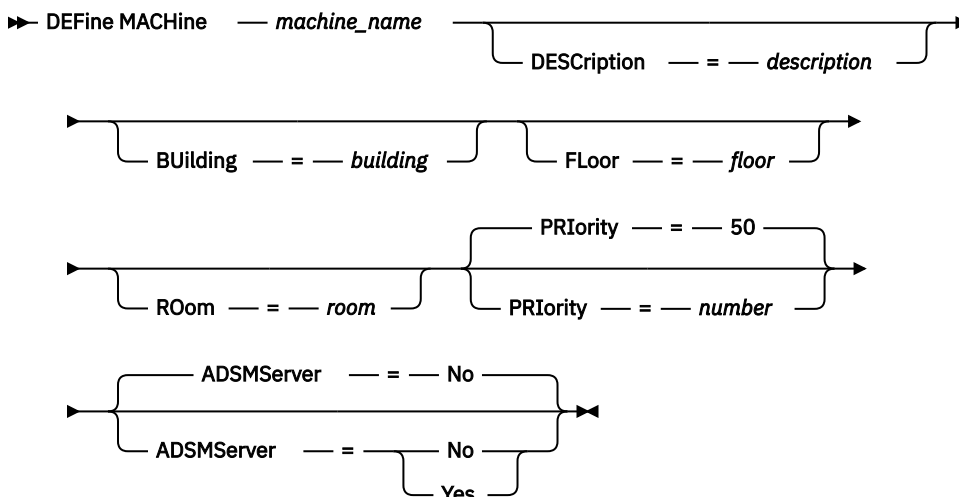 DEFine MACHine machine_name
DESCription = description
BUilding = building FLoor = floor
PRIority = 50
ROom = room PRIority = number
ADSMServer = No
ADSMServer = No
Yes